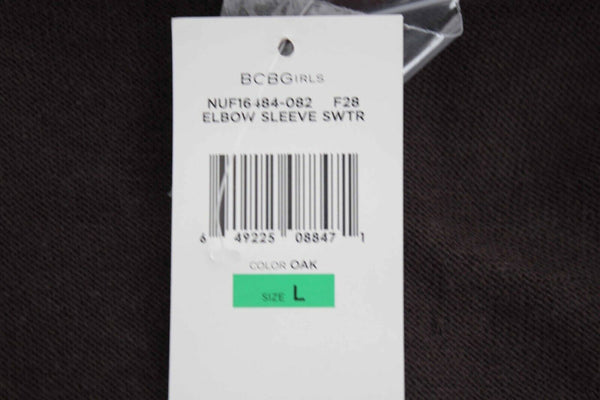 BCBGIRLS
NUF16484-082 F28
ELBOW SLEEVE SWTR
6 49225 08847 1
COLOR OAK
SIZE L